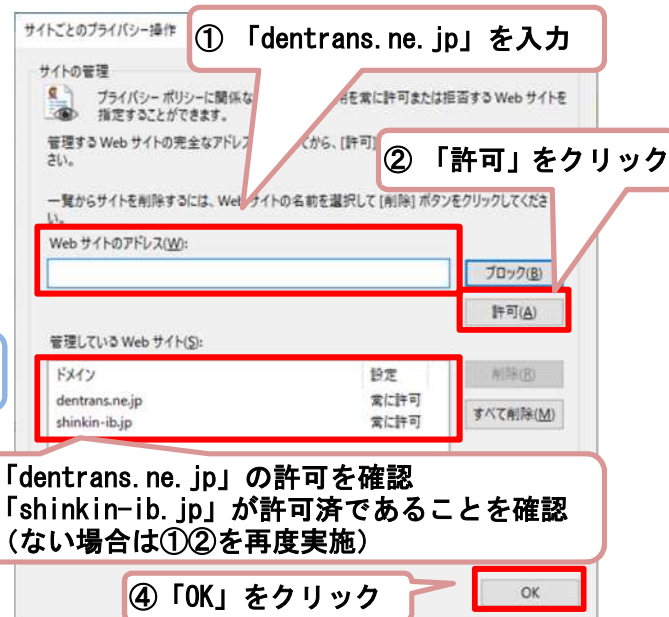 サイトごとのプライバシー操作
① 「dentrans.ne.jp」を入力
サイトの管理
プライバシー ポリシーに関係な
を常に許可または拒否する Web サイトを
指定することができます。
管理する Web サイトの完全なアドレ
てから、[許可]
さい。
② 「許可」をクリック
一覧からサイトを削除するには、Web サイトの名前を選択して [削除] ボタンをクリックしてくださ
い。
Web サイトのアドレス(W):
ブロック(B)
許可(A)
管理している Web サイト(S):
ドメイン 設定
削除(R)
dentrans.ne.jp 常に許可
shinkin-ib.jp 常に許可
すべて削除(M)
「dentrans.ne.jp」の許可を確認
「shinkin-ib.jp」が許可済であることを確認
(ない場合は①②を再度実施)
④「OK」をクリック
OK